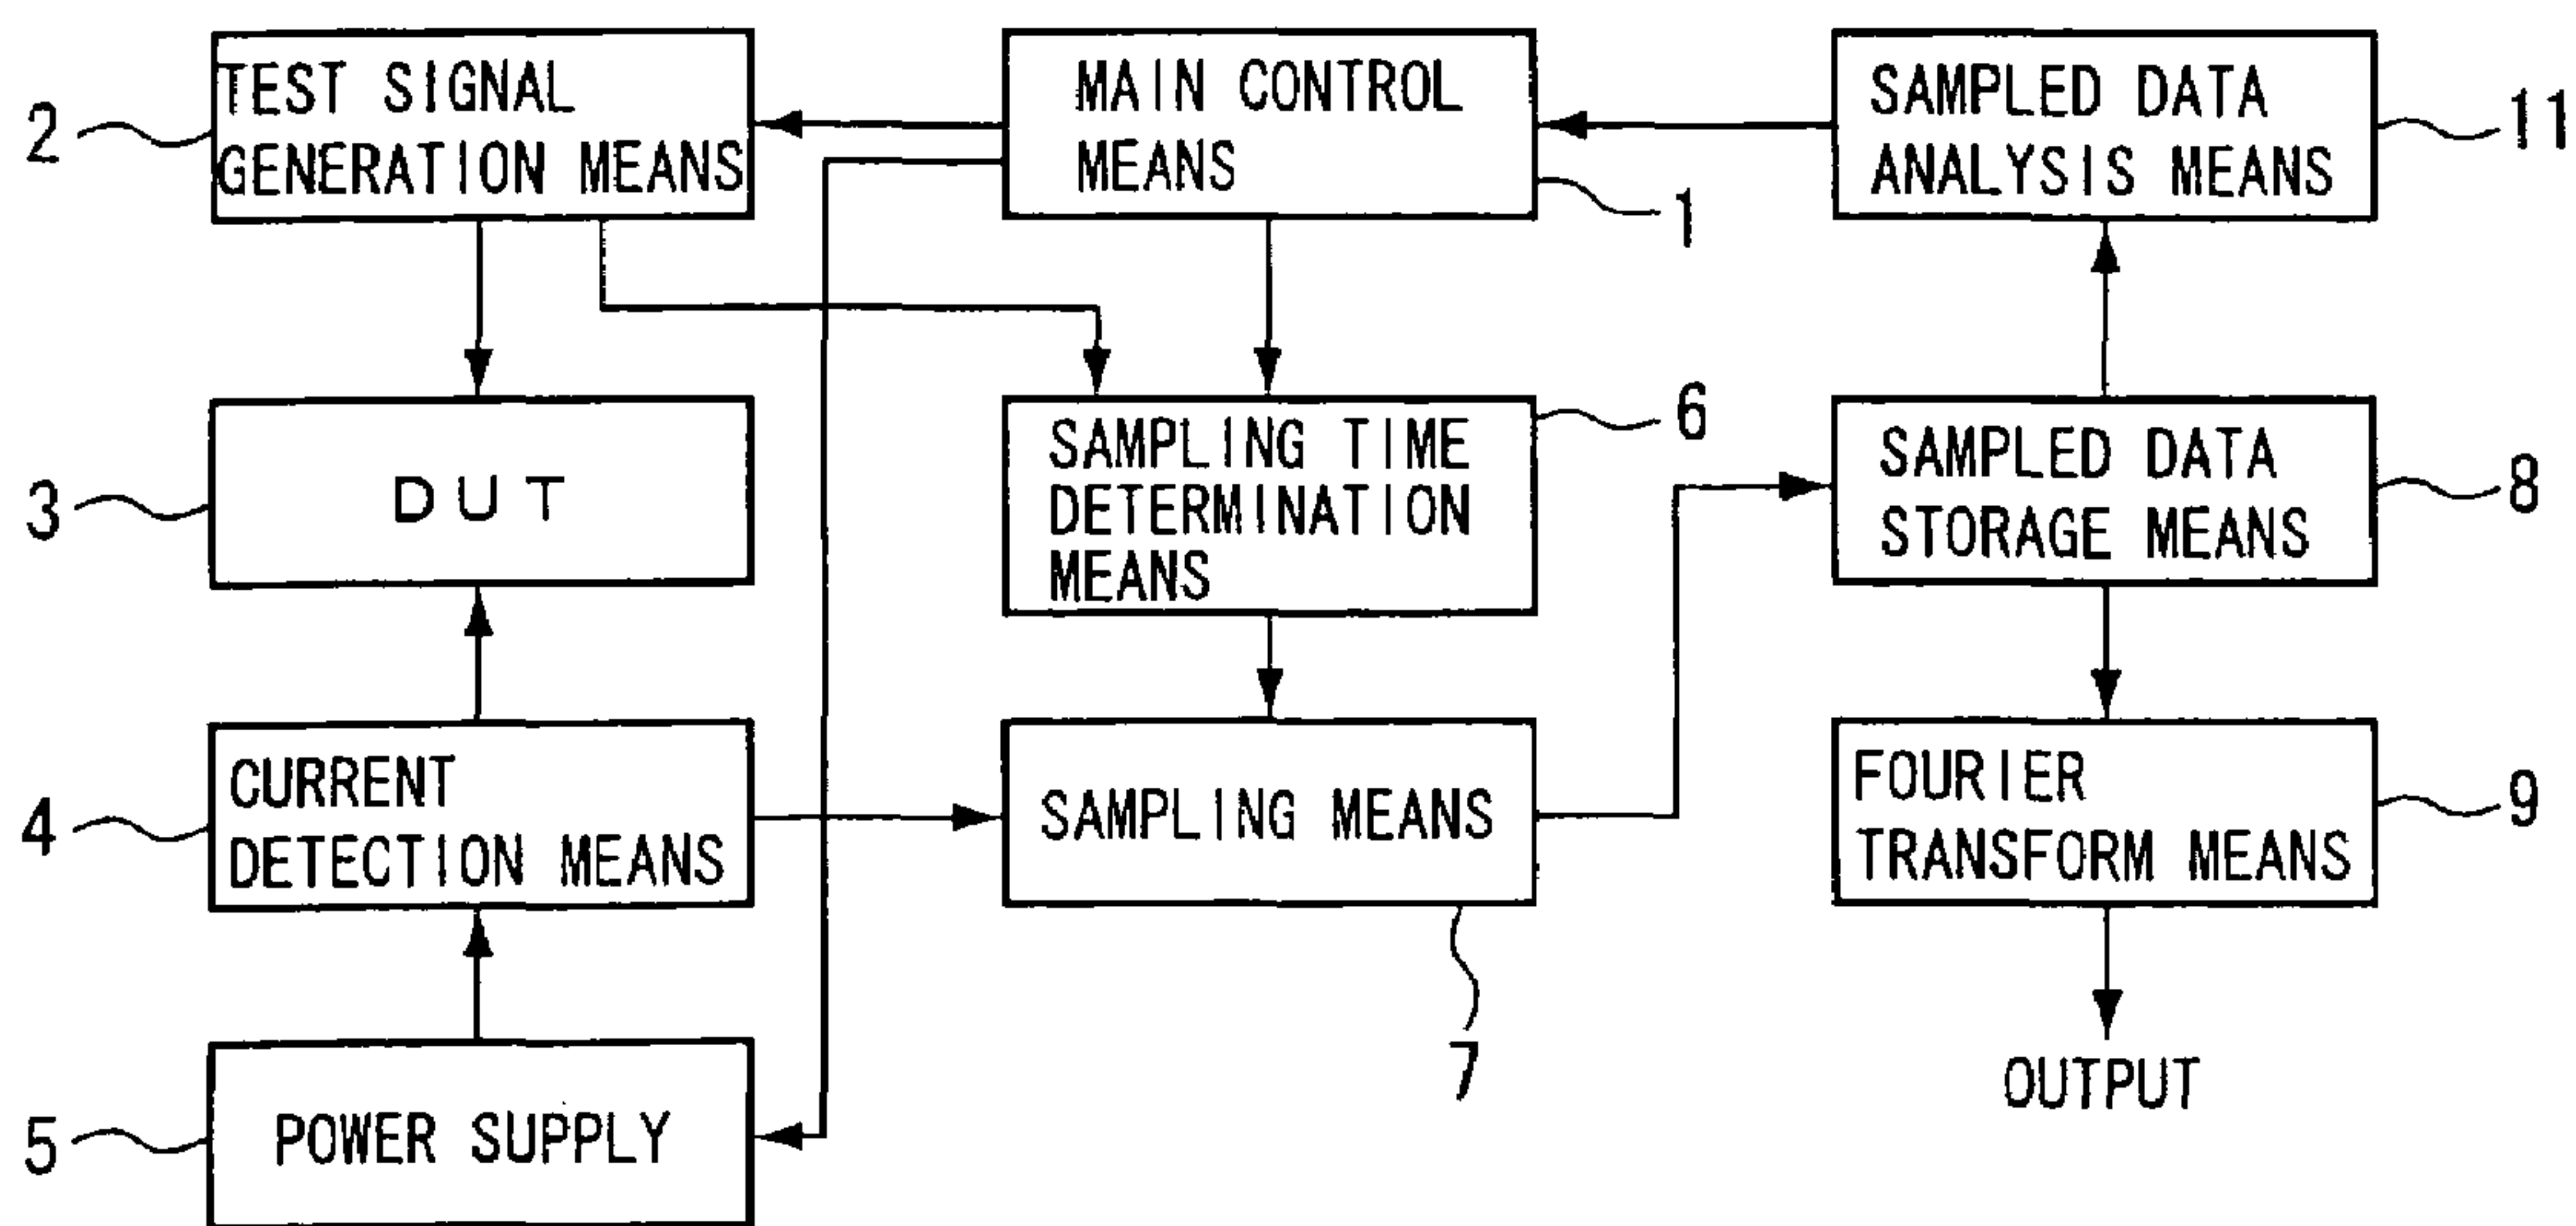 2
TEST SIGNAL
GENERATION MEANS
MAIN CONTROL
MEANS
1
SAMPLED DATA
ANALYSIS MEANS
11
3
DUT
SAMPLING TIME
DETERMINATION
MEANS
6
SAMPLED DATA
STORAGE MEANS
8
4
CURRENT
DETECTION MEANS
SAMPLING MEANS
7
FOURIER
TRANSFORM MEANS
9
5
POWER SUPPLY
OUTPUT